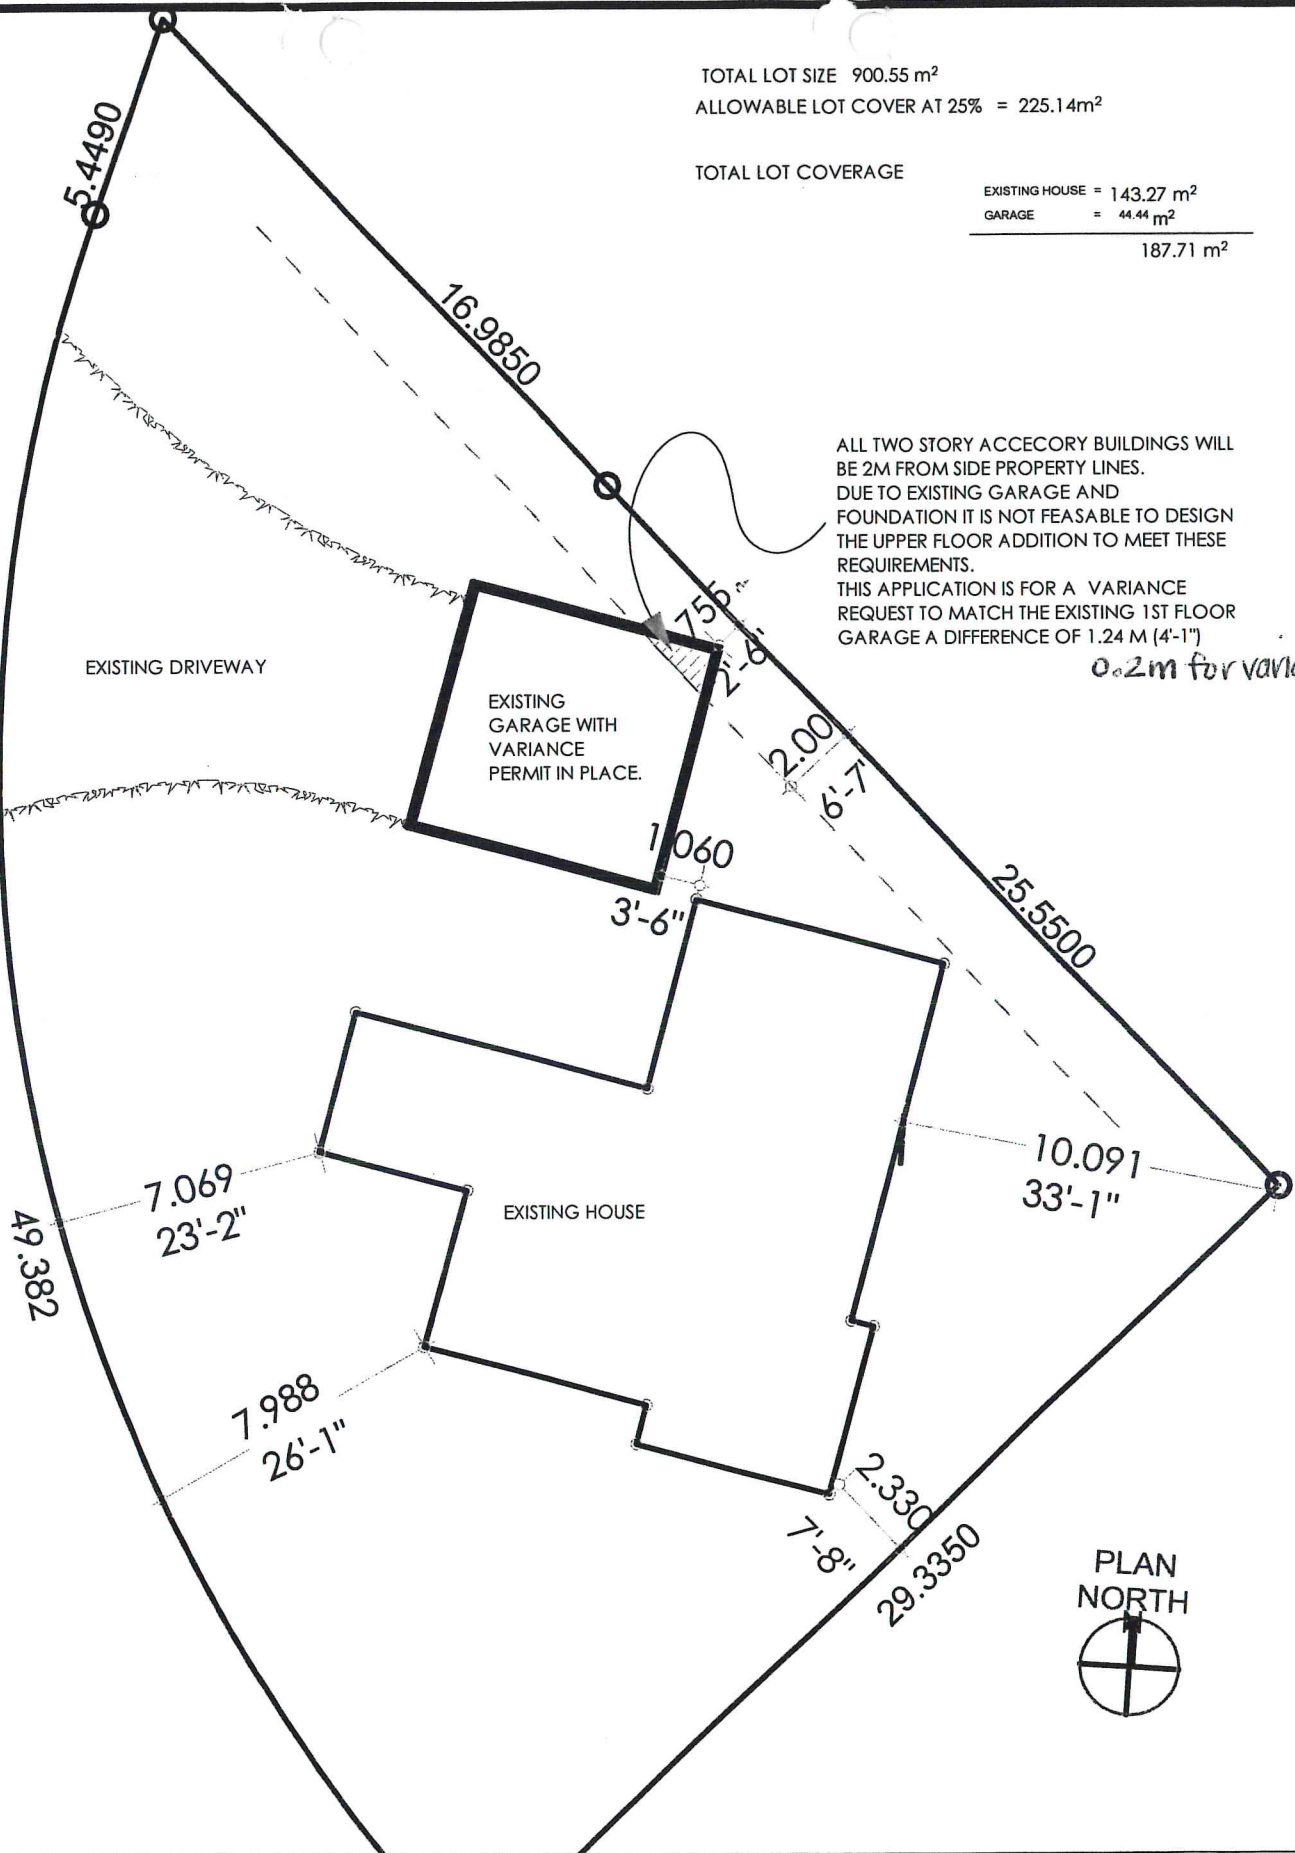 TOTAL LOT SIZE 900.55 m²
ALLOWABLE LOT COVER AT 25% = 225.14m²
TOTAL LOT COVERAGE
EXISTING HOUSE = 143.27 m²
GARAGE = 44.44 m²
187.71 m²
5.4490
16.9850
ALL TWO STORY ACCECORY BUILDINGS WILL
BE 2M FROM SIDE PROPERTY LINES.
DUE TO EXISTING GARAGE AND
FOUNDATION IT IS NOT FEASABLE TO DESIGN
THE UPPER FLOOR ADDITION TO MEET THESE
REQUIREMENTS.
THIS APPLICATION IS FOR A VARIANCE
REQUEST TO MATCH THE EXISTING 1ST FLOOR
GARAGE A DIFFERENCE OF 1.24 M (4'-1")
0.2m for
.755
2'-6"
EXISTING DRIVEWAY
EXISTING
GARAGE WITH
VARIANCE
PERMIT IN PLACE.
2.00
6'-7"
1.060
3'-6"
25.5500
10.091
33'-1"
7.069
23'-2"
EXISTING HOUSE
49.382
7.988
26'-1"
2.330
7'-8"
29.3350
PLAN
NORTH
N